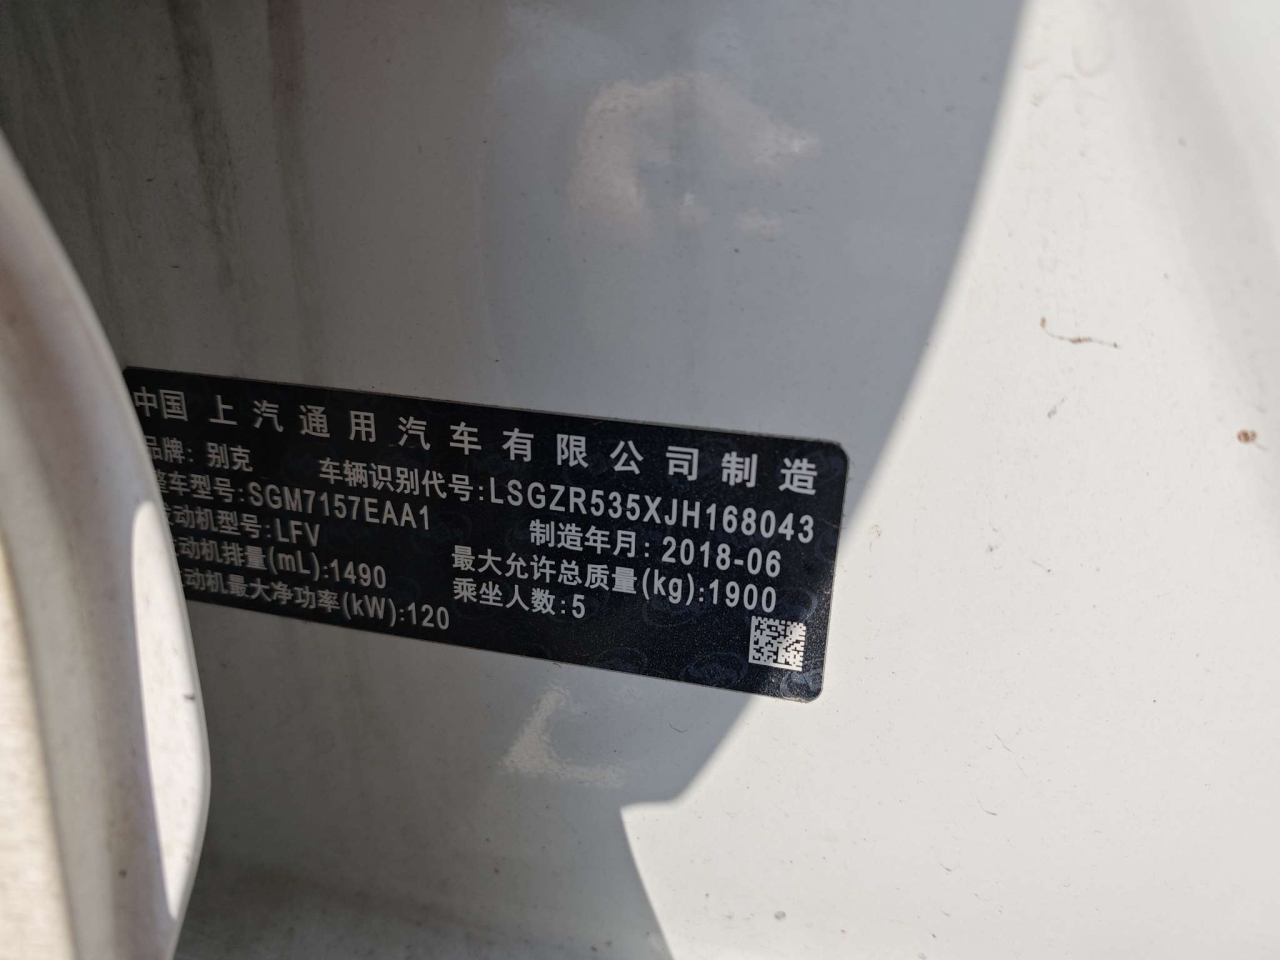 中国 上汽通用汽车有限公司制造
品牌: 别克
车辆识别代号:LSGZR535XJH168043
整车型号:SGM7157EAA1
制造年月: 2018-06
发动机型号:LFV
最大允许总质量(kg):1900
发动机排量(mL):1490
乘坐人数:5
发动机最大净功率(kW):120